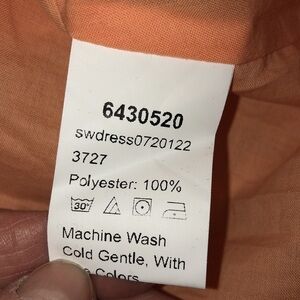 6430520
swdress0720122
3727
Polyester: 100%
30°
Machine Wash
Cold Gentle, With
Colors